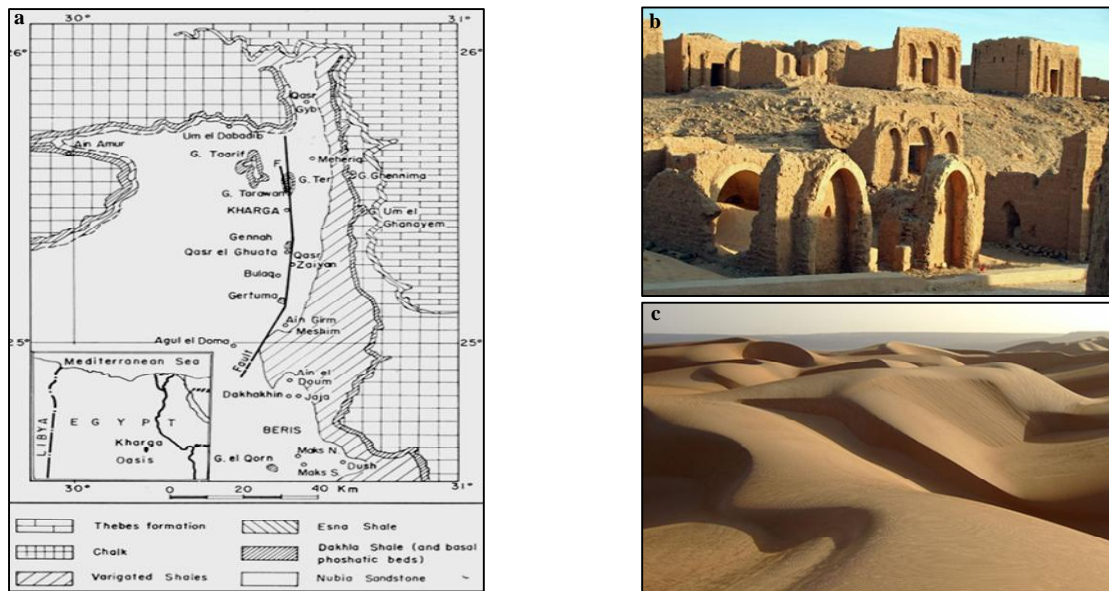 a
30°
31°
26°
26°
Qasr
Gyb
Um el Dabadib
Ain Amur
G. Taarif
Meheriq
F.
G. Ter
G. Ghennima
G. Tarawan
KHARGA
G. Um el
Ghanayem
Gennah
Qasr el Ghuata
Qasr
Zaiyan
Bulaq
Gertuma
Ain Girm
Meshim
Agul el Doma
25°
25°
Fault
Mediterranean Sea
Ain el
Doum
Dakhakhin
Jaja
LIBYA
E G Y P T
BERIS
Kharga
Oasis
Maks N.
G. el Qorn
Dush
Maks S.
30°
0 20 40 Km
31°
Thebes formation
Esna Shale
Chalk
Dakhla Shale (and basal
phoshatic beds)
Varigated Shales
Nubia Sandstone
b
c